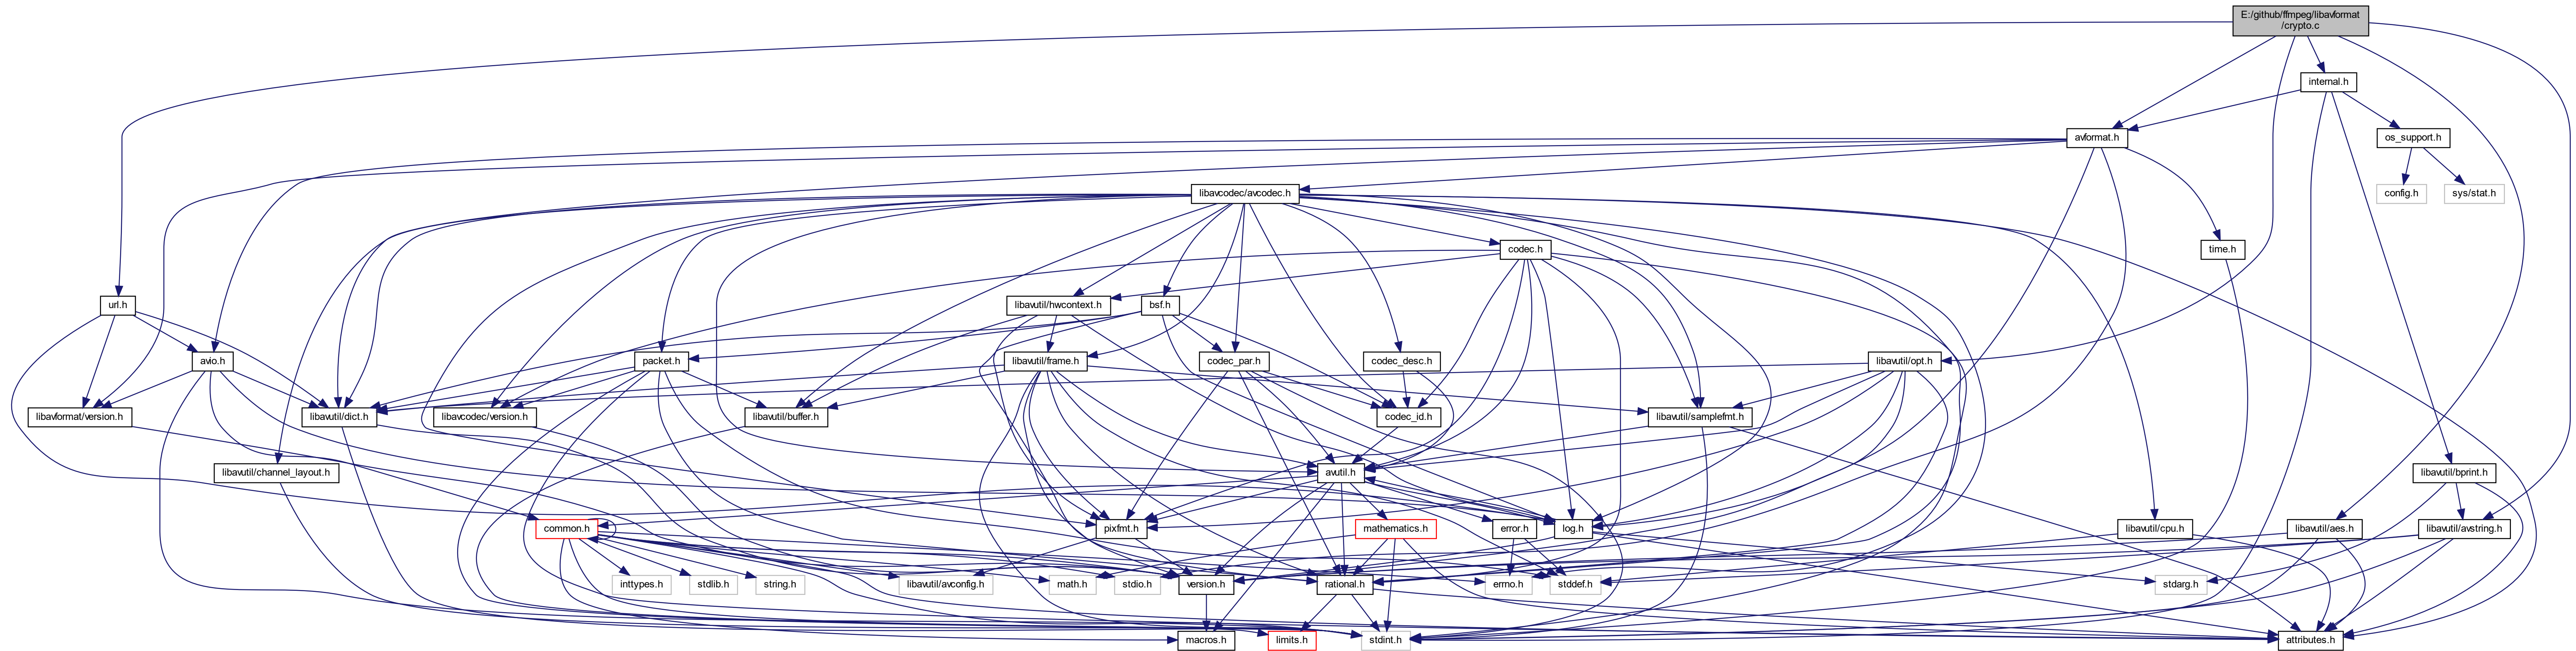 E:/github/ffmpeg/libavformat
/crypto.c
internal.h
avformat.h
os_support.h
libavcodec/avcodec.h
config.h
sys/stat.h
codec.h
time.h
url.h
libavutil/hwcontext.h
bsf.h
avio.h
packet.h
libavutil/frame.h
codec_par.h
codec_desc.h
libavutil/opt.h
libavformat/version.h
libavutil/dict.h
libavcodec/version.h
libavutil/buffer.h
codec_id.h
libavutil/samplefmt.h
libavutil/channel_layout.h
avutil.h
libavutil/bprint.h
common.h
pixfmt.h
mathematics.h
error.h
log.h
libavutil/cpu.h
libavutil/aes.h
libavutil/avstring.h
inttypes.h
stdlib.h
string.h
libavutil/avconfig.h
math.h
stdio.h
version.h
rational.h
errno.h
stddef.h
stdarg.h
macros.h
limits.h
stdint.h
attributes.h